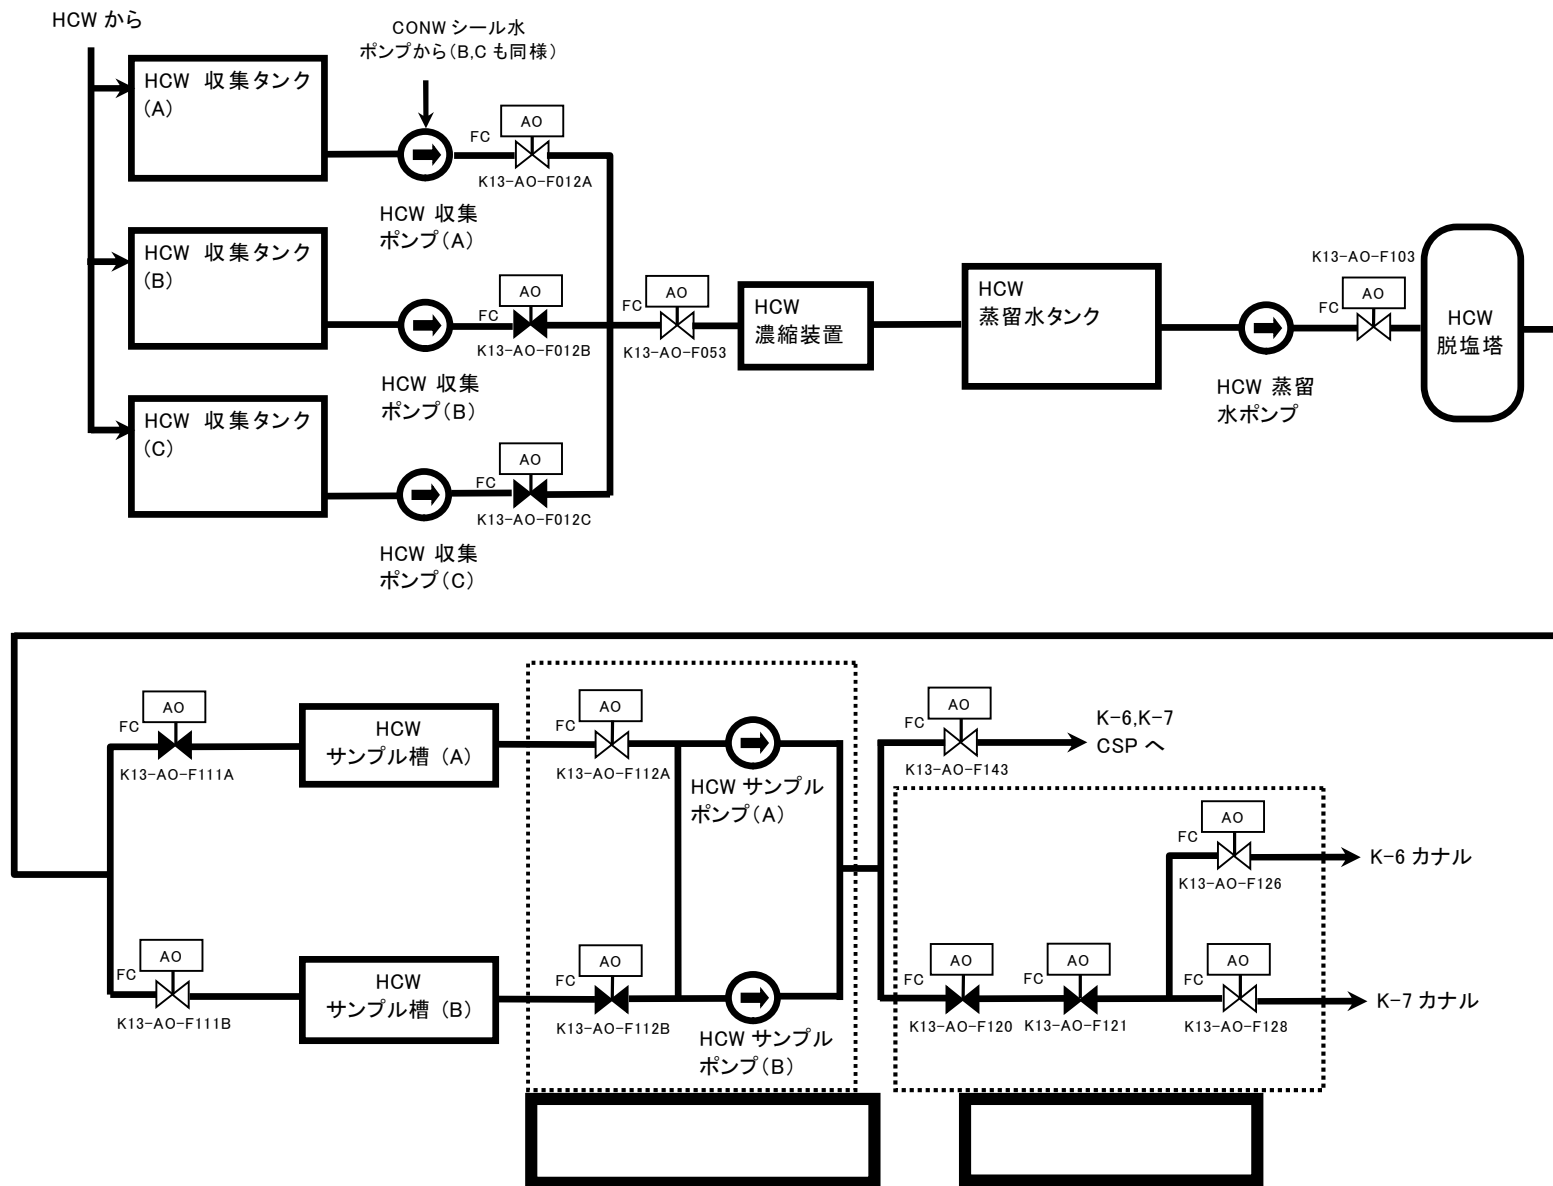 HCW から
CONW シール水
ポンプから(B,C も同様)
HCW 収集タンク
(A)
FC
AO
K13-AO-F012A
HCW 収集
ポンプ(A)
HCW 収集タンク
(B)
FC
AO
K13-AO-F012B
HCW 収集
ポンプ(B)
FC
AO
K13-AO-F053
HCW
濃縮装置
HCW
蒸留水タンク
HCW 蒸留
水ポンプ
K13-AO-F103
FC
AO
HCW
脱塩塔
HCW 収集タンク
(C)
FC
AO
K13-AO-F012C
HCW 収集
ポンプ(C)
FC
AO
K13-AO-F111A
HCW
サンプル槽 (A)
FC
AO
K13-AO-F112A
HCW サンプル
ポンプ(A)
FC
AO
K13-AO-F143
K-6,K-7
CSP へ
FC
AO
K13-AO-F126
K-6 カナル
FC
AO
K13-AO-F111B
HCW
サンプル槽 (B)
FC
AO
K13-AO-F112B
HCW サンプル
ポンプ(B)
FC
AO
K13-AO-F120
FC
AO
K13-AO-F121
FC
AO
K13-AO-F128
K-7 カナル